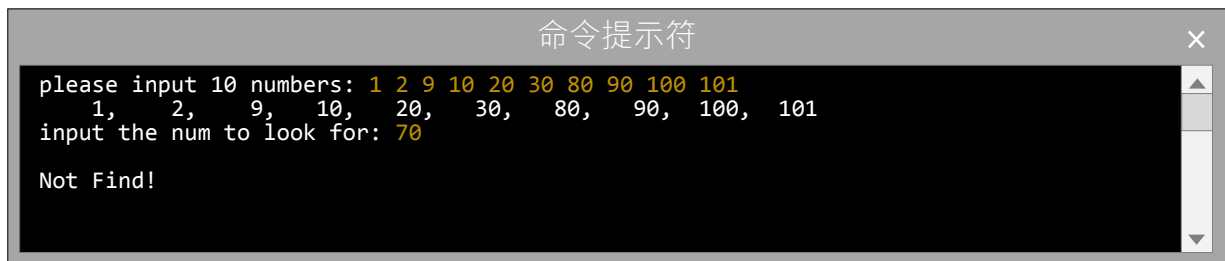 命令提示符
please input 10 numbers: 1 2 9 10 20 30 80 90 100 101
1, 2, 9, 10, 20, 30, 80, 90, 100, 101
input the num to look for: 70
Not Find!